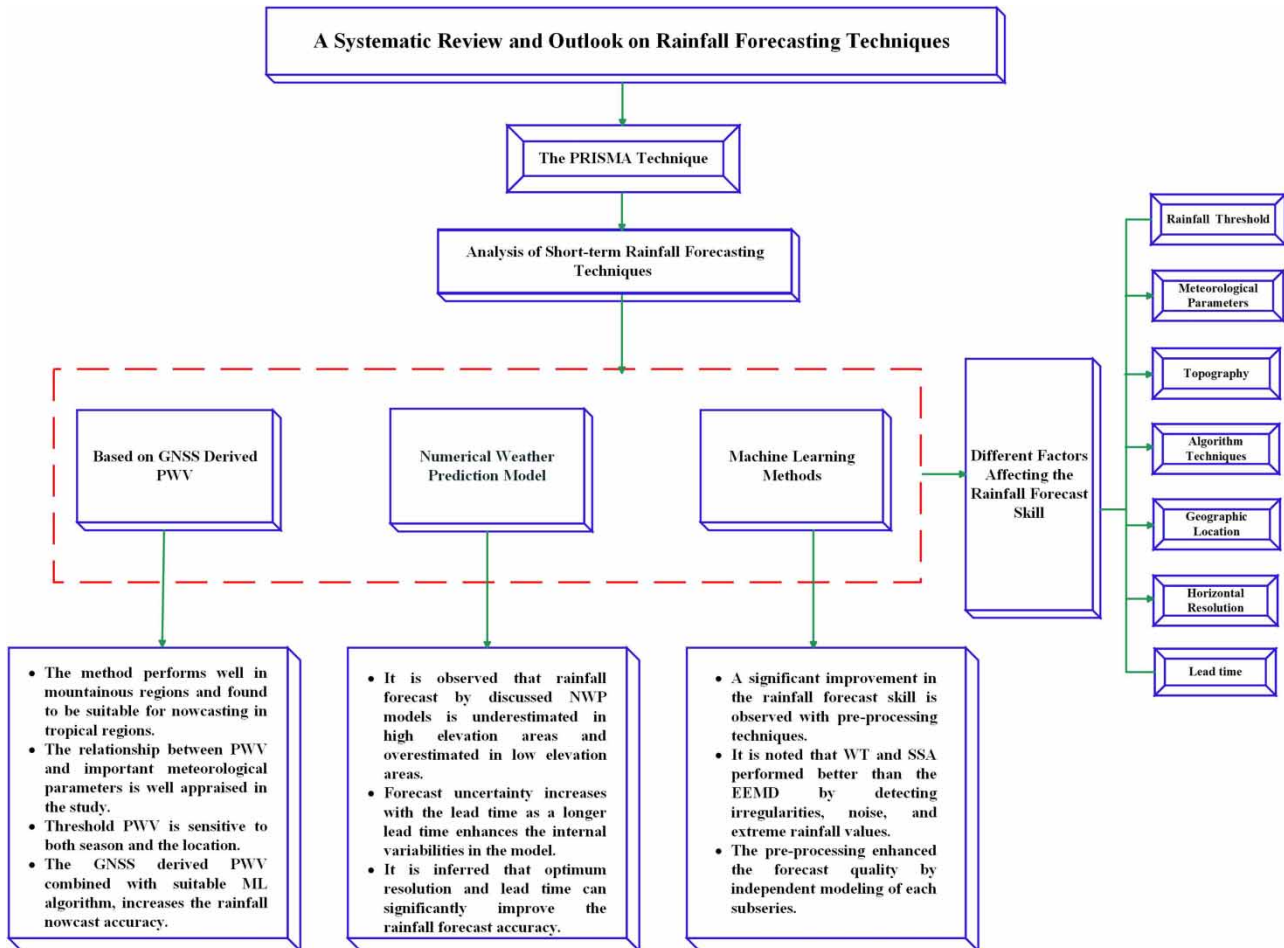 A Systematic Review and Outlook on Rainfall Forecasting Techniques
The PRISMA Technique
Analysis of Short-term Rainfall Forecasting
Techniques
Based on GNSS Derived
PWV
Numerical Weather
Prediction Model
Machine Learning
Methods
Different Factors
Affecting the
Rainfall Forecast
Skill
Rainfall Threshold
Meteorological
Parameters
Topography
Algorithm
Techniques
Geographic
Location
Horizontal
Resolution
Lead time
• The method performs well in
mountainous regions and found
to be suitable for nowcasting in
tropical regions.
• The relationship between PWV
and important meteorological
parameters is well appraised in
the study.
• Threshold PWV is sensitive to
both season and the location.
• The GNSS derived PWV
combined with suitable ML
algorithm, increases the rainfall
nowcast accuracy.
• It is observed that rainfall
forecast by discussed NWP
models is underestimated in
high elevation areas and
overestimated in low elevation
areas.
• Forecast uncertainty increases
with the lead time as a longer
lead time enhances the internal
variabilities in the model.
• It is inferred that optimum
resolution and lead time can
significantly improve the
rainfall forecast accuracy.
• A significant improvement in
the rainfall forecast skill is
observed with pre-processing
techniques.
• It is noted that WT and SSA
performed better than the
EEMD by detecting
irregularities, noise, and
extreme rainfall values.
• The pre-processing enhanced
the forecast quality by
independent modeling of each
subseries.